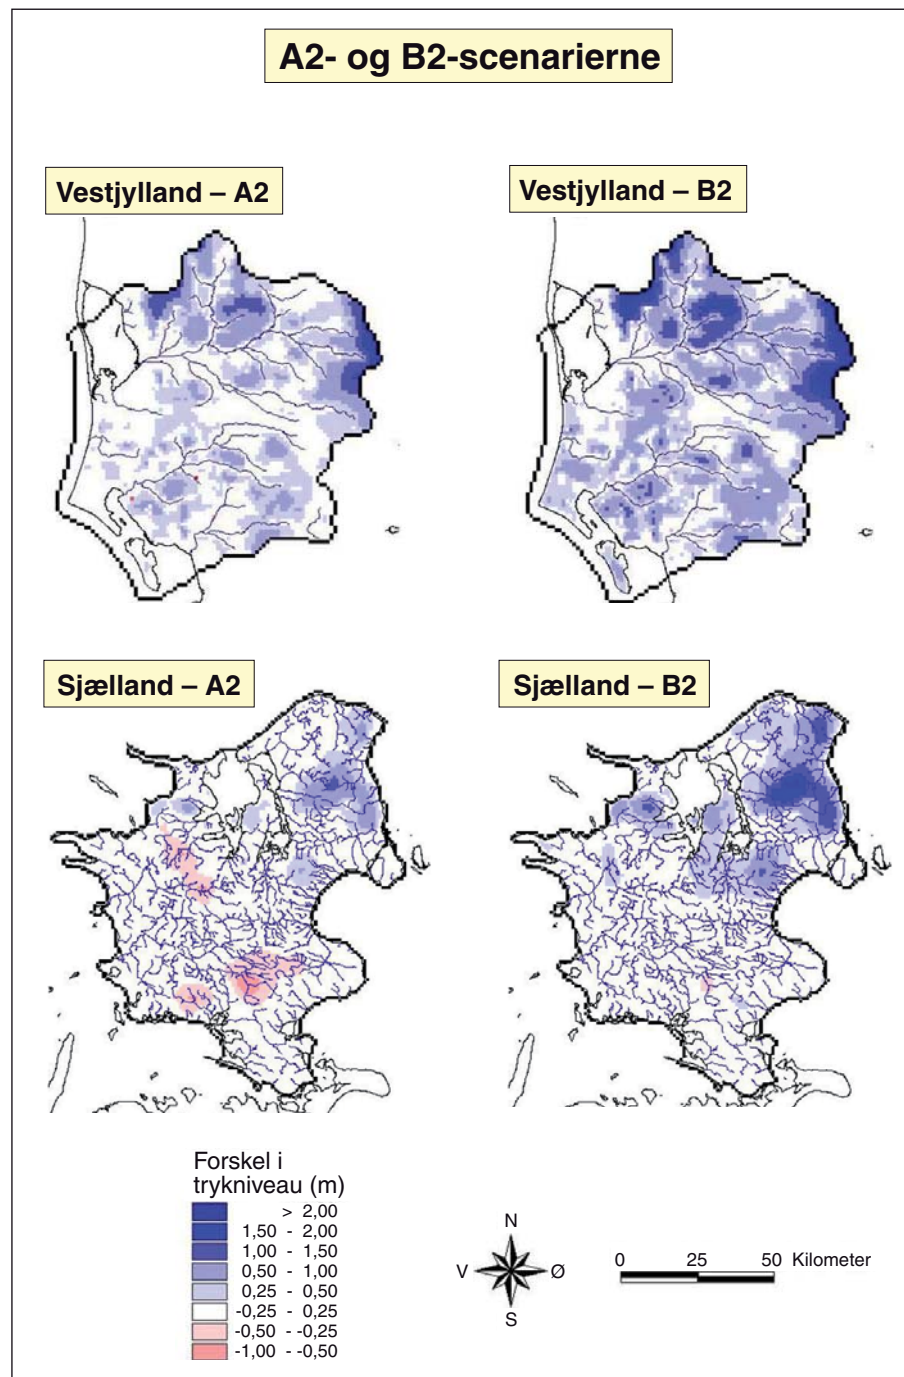 A2- og B2-scenarierne
Vestjylland – A2
Vestjylland – B2
Sjælland – A2
Sjælland – B2
Forskel i
trykniveau (m)
> 2,00
1,50 - 2,00
1,00 - 1,50
0,50 - 1,00
0,25 - 0,50
-0,25 - 0,25
-0,50 - -0,25
-1,00 - -0,50
N
V Ø
S
0 25 50 Kilometer